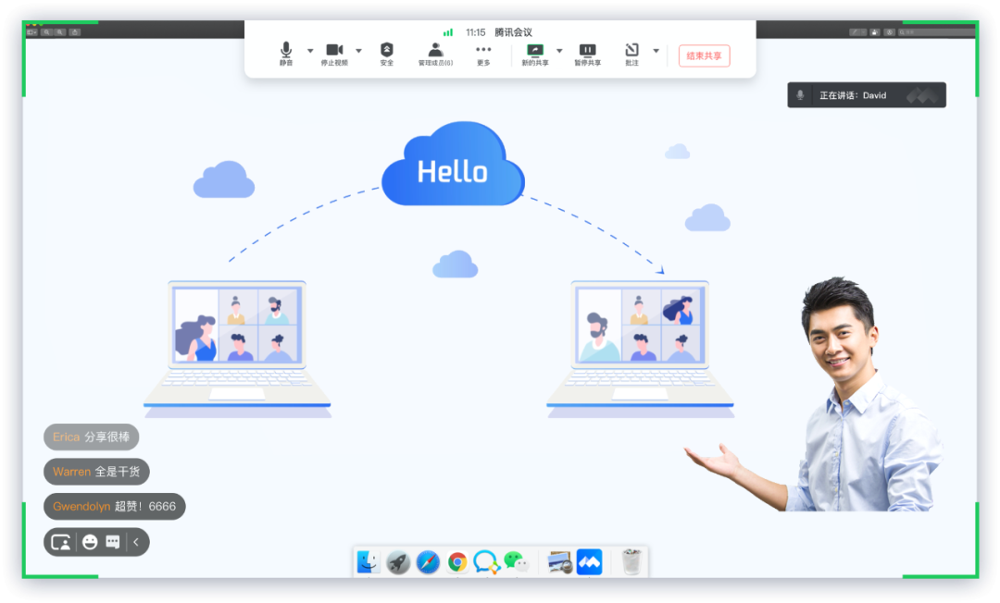 11:15 腾讯会议
静音 停止视频 安全 管理成员(6) 更多 新的共享 暂停共享 批注 结束共享
正在讲话: David
Hello
Erica 分享很棒
Warren 全是干货
Gwendolyn 超赞! 6666